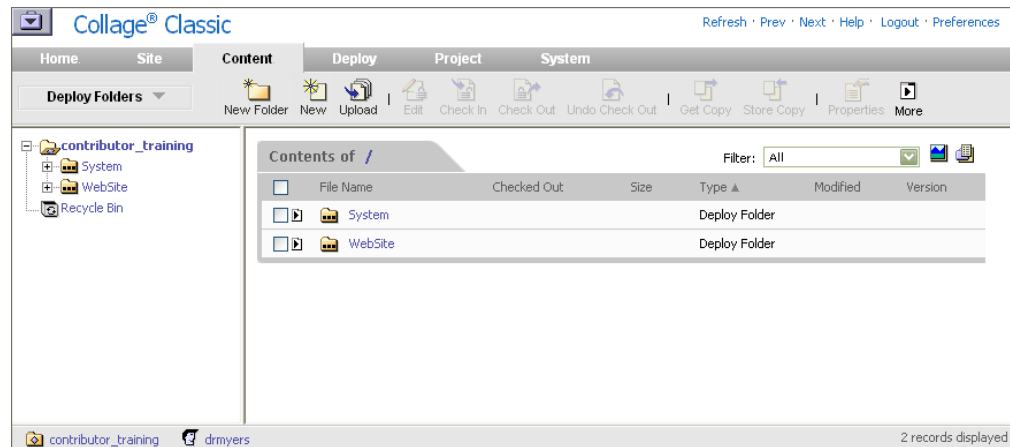 Collage® Classic
Refresh · Prev · Next · Help · Logout · Preferences
Home Site Content Deploy Project System
Deploy Folders
New Folder New Upload Edit Check In Check Out Undo Check Out Get Copy Store Copy Properties More
contributor_training
System
WebSite
Recycle Bin
Contents of /
Filter: All
File Name Checked Out Size Type Modified Version
System Deploy Folder
WebSite Deploy Folder
contributor_training drmyers 2 records displayed